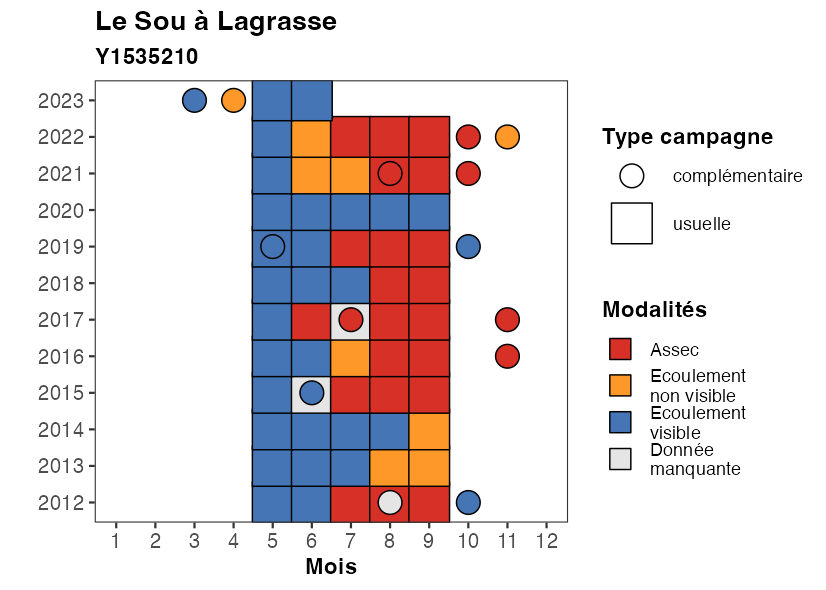 Le Sou à Lagrasse
Y1535210
2023
2022
2021
2020
2019
2018
2017
2016
2015
2014
2013
2012
1 2 3 4 5 6 7 8 9 10 11 12
Mois
Type campagne
complémentaire
usuelle
Modalités
Assec
Ecoulement
non visible
Ecoulement
visible
Donnée
manquante